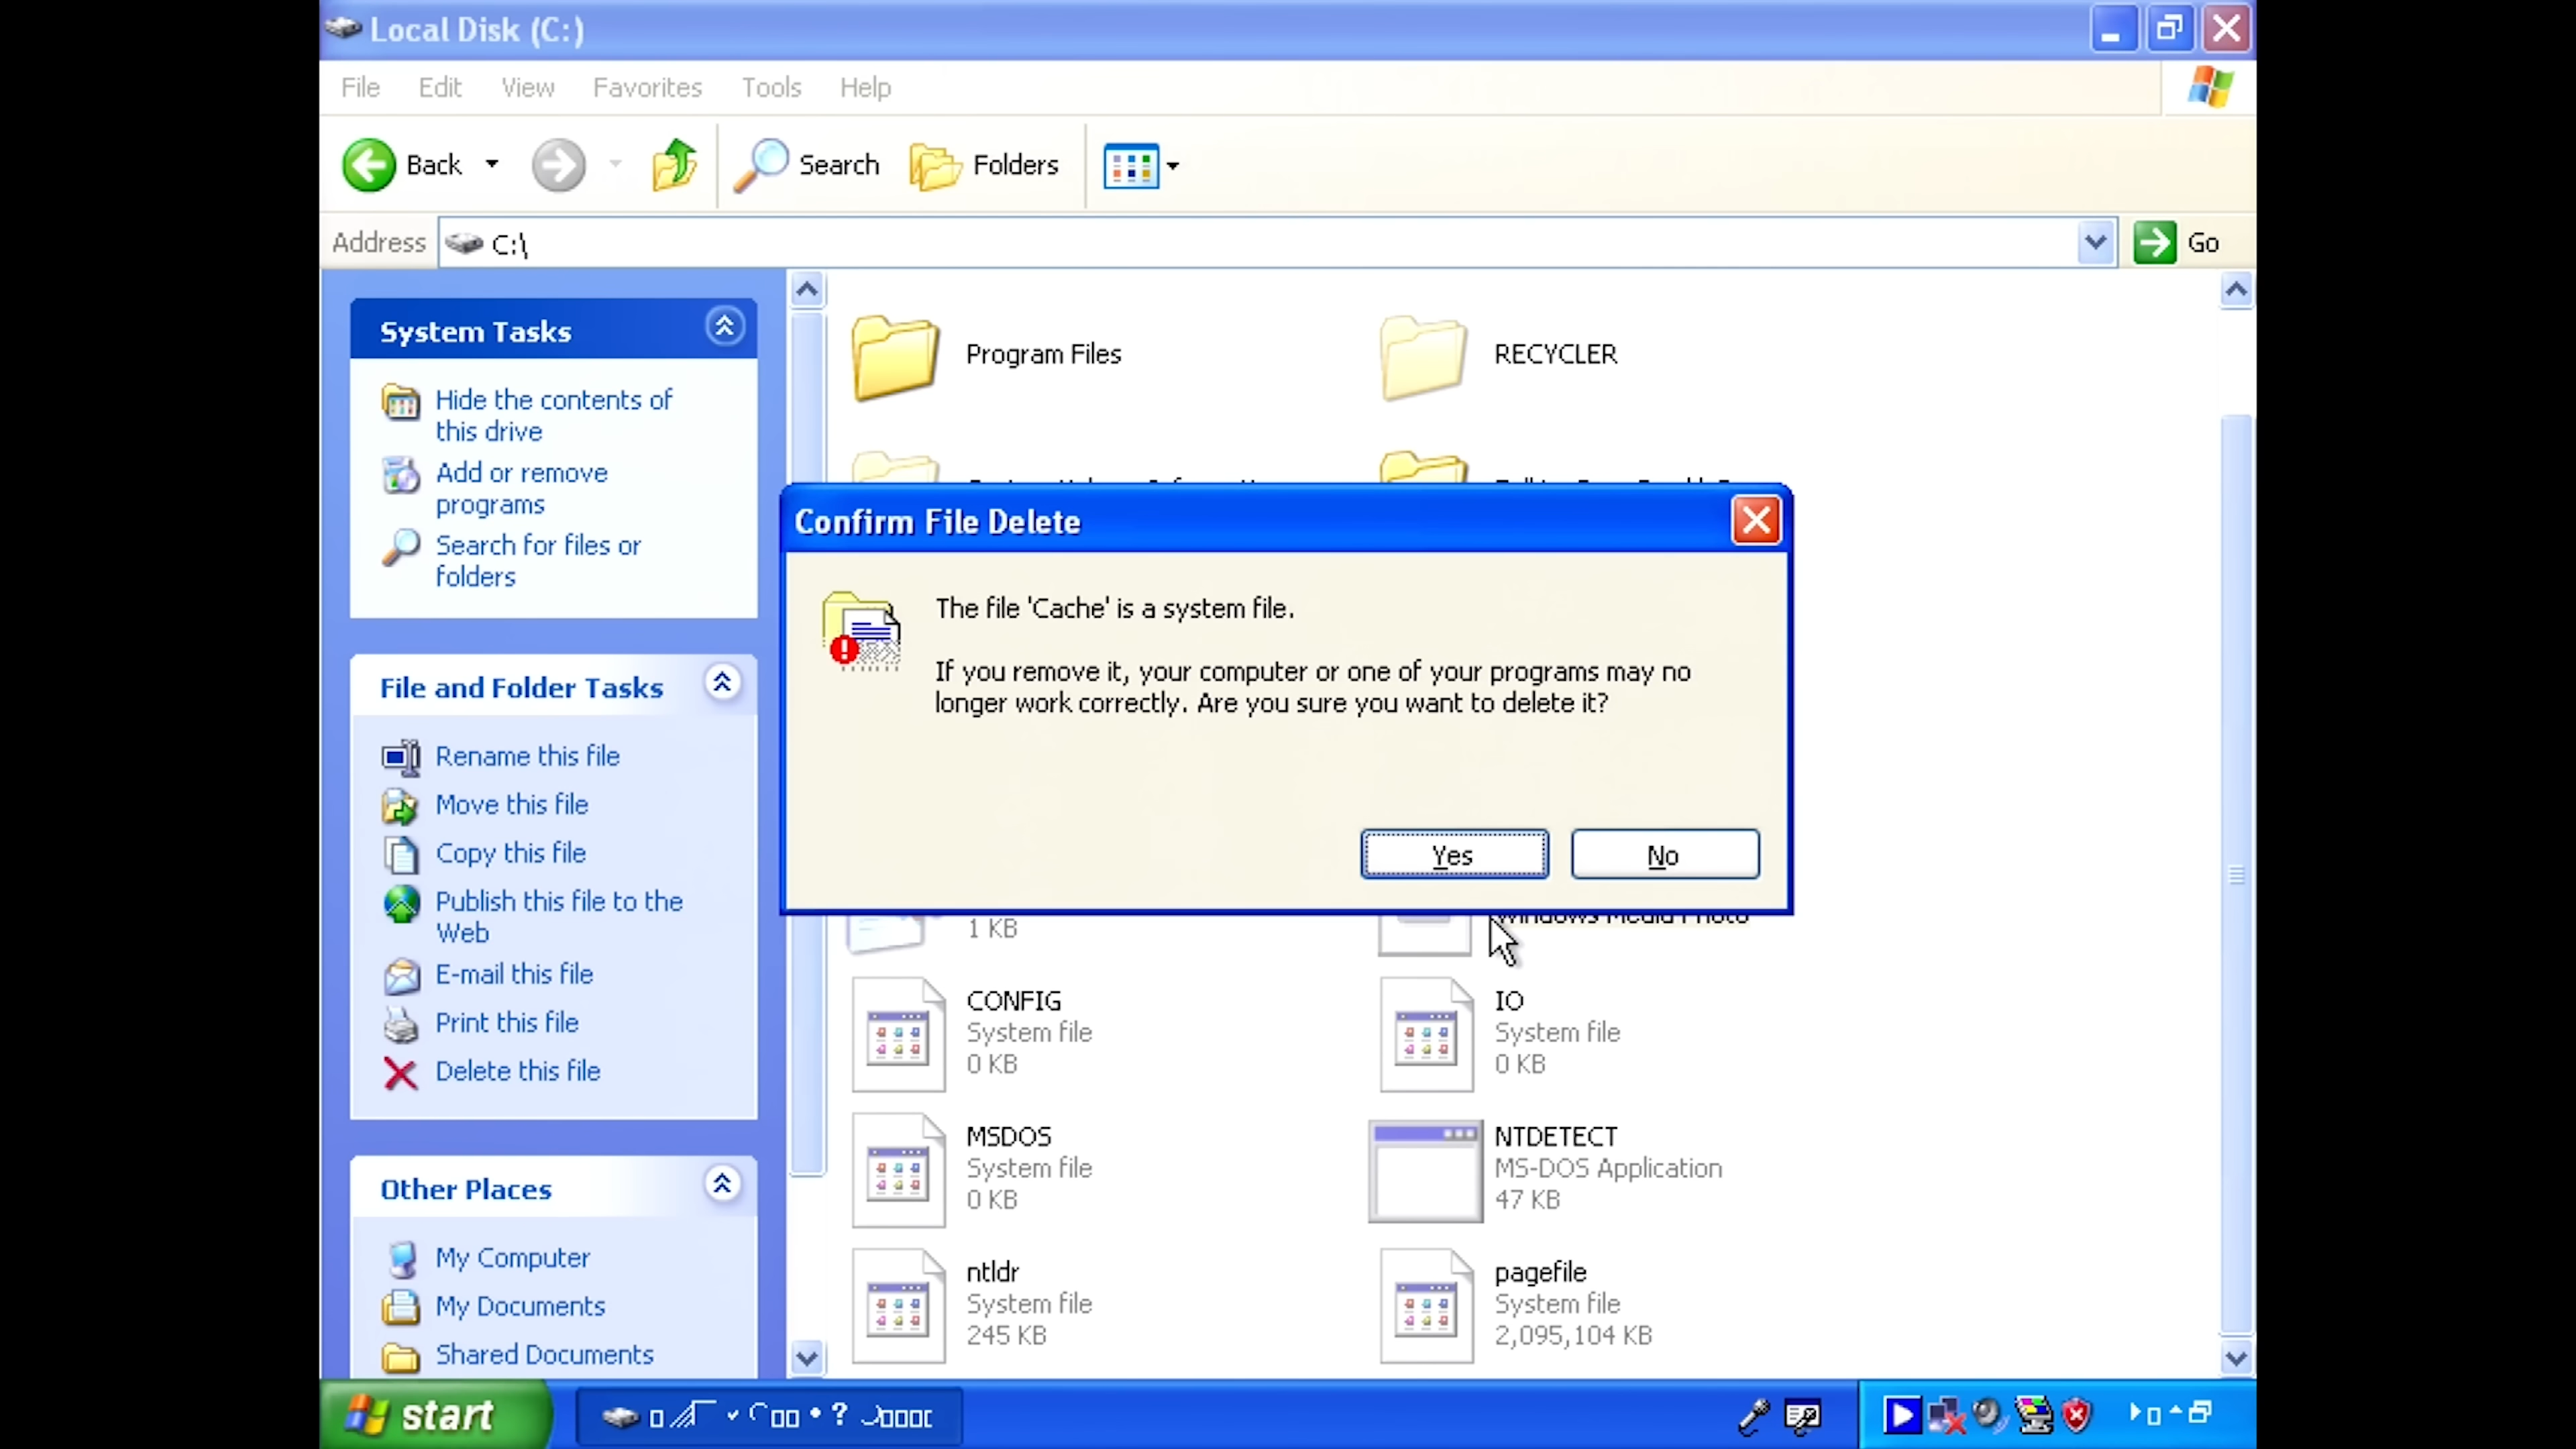 Local Disk (C:)
File Edit View Favorites Tools Help
Back Search Folders
Address C:\ Go
System Tasks
Hide the contents of
this drive
Add or remove
programs
Search for files or
folders
File and Folder Tasks
Rename this file
Move this file
Copy this file
Publish this file to the
Web
E-mail this file
Print this file
Delete this file
Other Places
My Computer
My Documents
Shared Documents
Program Files
RECYCLER
Confirm File Delete
The file 'Cache' is a system file.
If you remove it, your computer or one of your programs may no
longer work correctly. Are you sure you want to delete it?
Yes
No
1 KB
Windows Media Photo
CONFIG
System file
0 KB
IO
System file
0 KB
MSDOS
System file
0 KB
NTDETECT
MS-DOS Application
47 KB
ntldr
System file
245 KB
pagefile
System file
2,095,104 KB
start